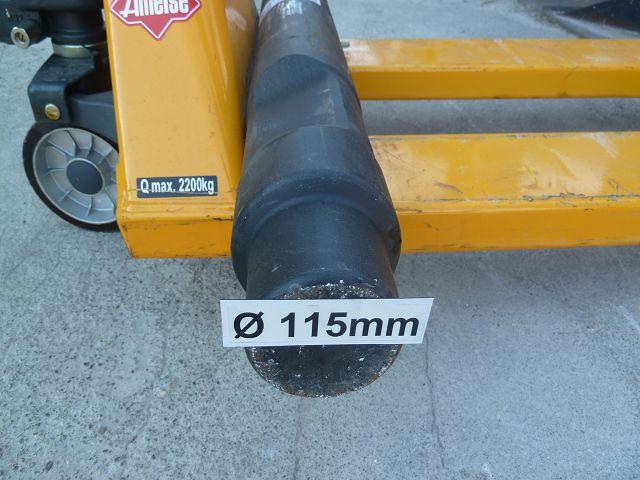 Ameise
Q max. 2200kg
Ø 115mm